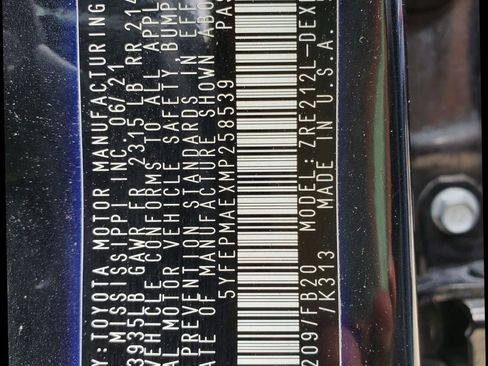 Y:TOYOTA MOTOR MANUFACTURING
MISSISSIPPI INC. 06/21
3935LB GAWR FR 2315 LB RR 214
VEHICLE CONFORMS TO ALL APPL
AL MOTOR VEHICLE SAFETY, BUMP
PREVENTION STANDARDS IN EFF
ATE OF MANUFACTURE SHOWN ABO
5YFEPMAEXMP258539 PAS
209/FB20 MODEL: ZRE212L-DEX
/K313 MADE IN U.S.A.